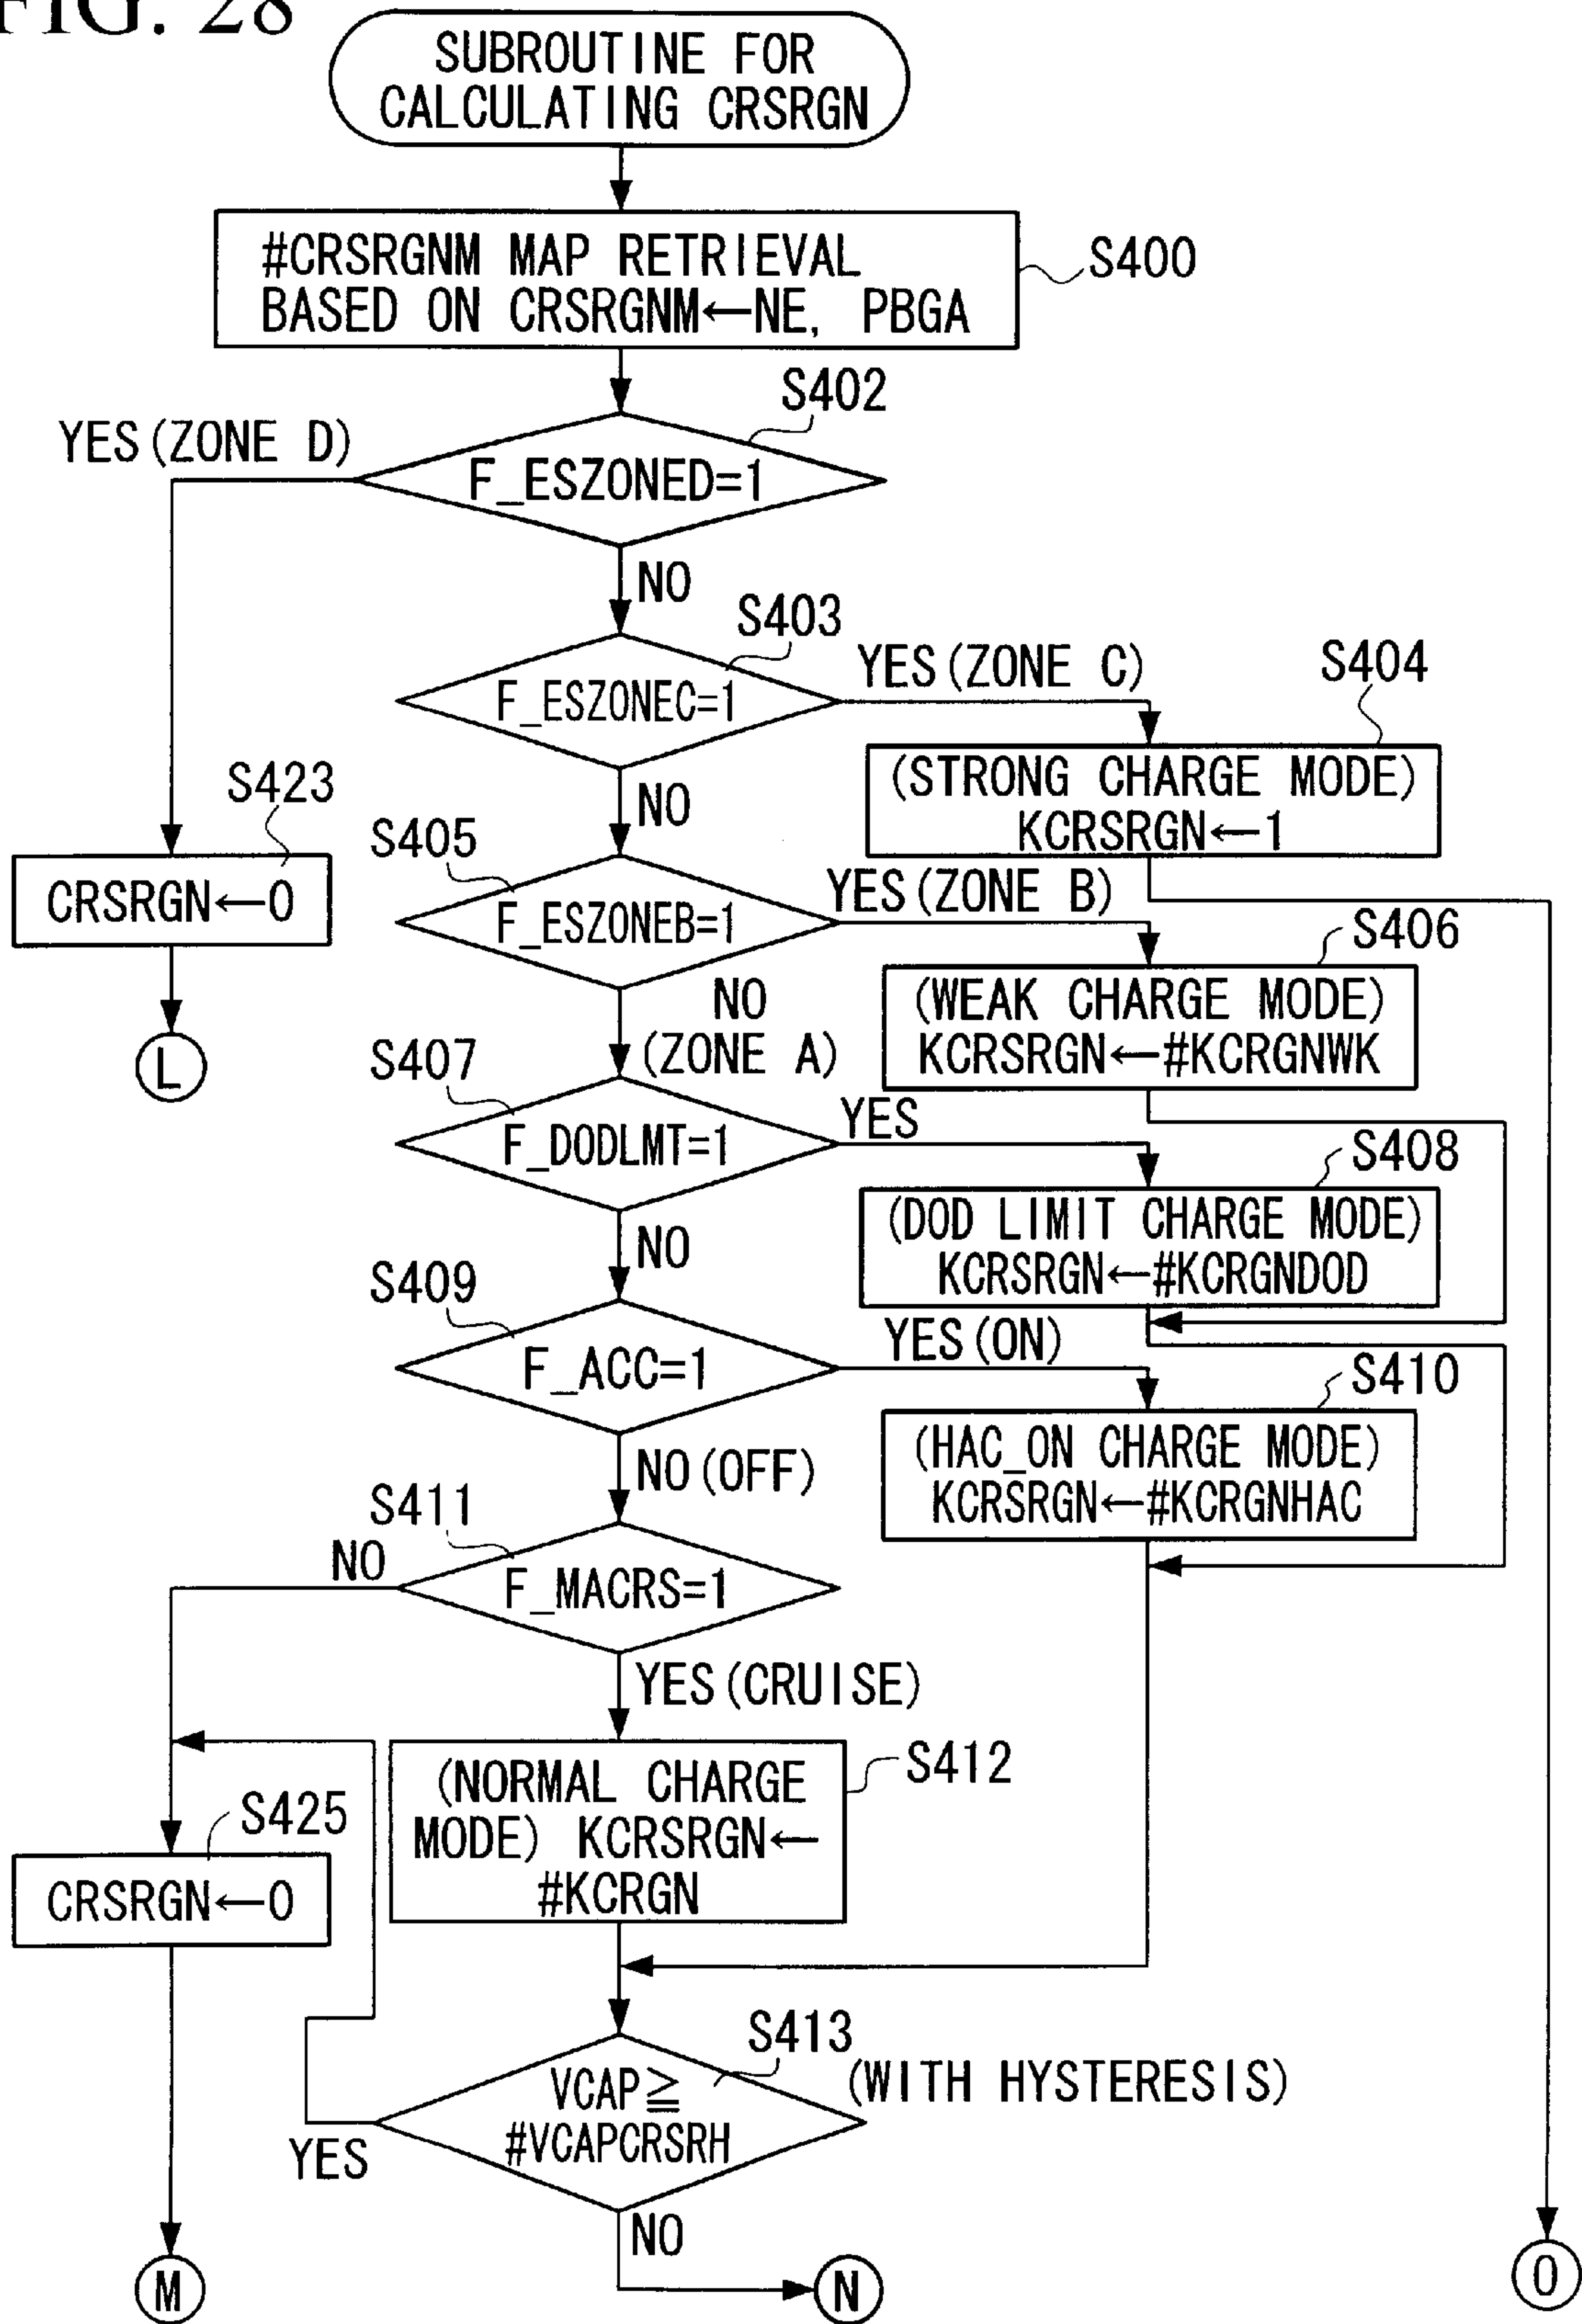 FIG. 28
SUBROUTINE FOR
CALCULATING CRSRGN
#CRSRGNM MAP RETRIEVAL
BASED ON CRSRGNM←NE, PBGA
S400
S402
YES(ZONE D)
F_ESZONED=1
NO
S403
YES(ZONE C)
F_ESZONEC=1
S404
(STRONG CHARGE MODE)
KCRSRGN←1
NO
S423
CRSRGN←0
L
S405
YES(ZONE B)
F_ESZONEB=1
S406
(WEAK CHARGE MODE)
KCRSRGN←#KCRGNWK
NO
(ZONE A)
S407
YES
F_DODLMT=1
S408
(DOD LIMIT CHARGE MODE)
KCRSRGN←#KCRGNDOD
NO
S409
YES(ON)
F_ACC=1
S410
(HAC_ON CHARGE MODE)
KCRSRGN←#KCRGNHAC
NO(OFF)
S411
NO
F_MACRS=1
YES(CRUISE)
S412
(NORMAL CHARGE
MODE) KCRSRGN←
#KCRGN
S425
CRSRGN←0
S413
(WITH HYSTERESIS)
VCAP≧
#VCAPCRSRH
YES
NO
M
N
O